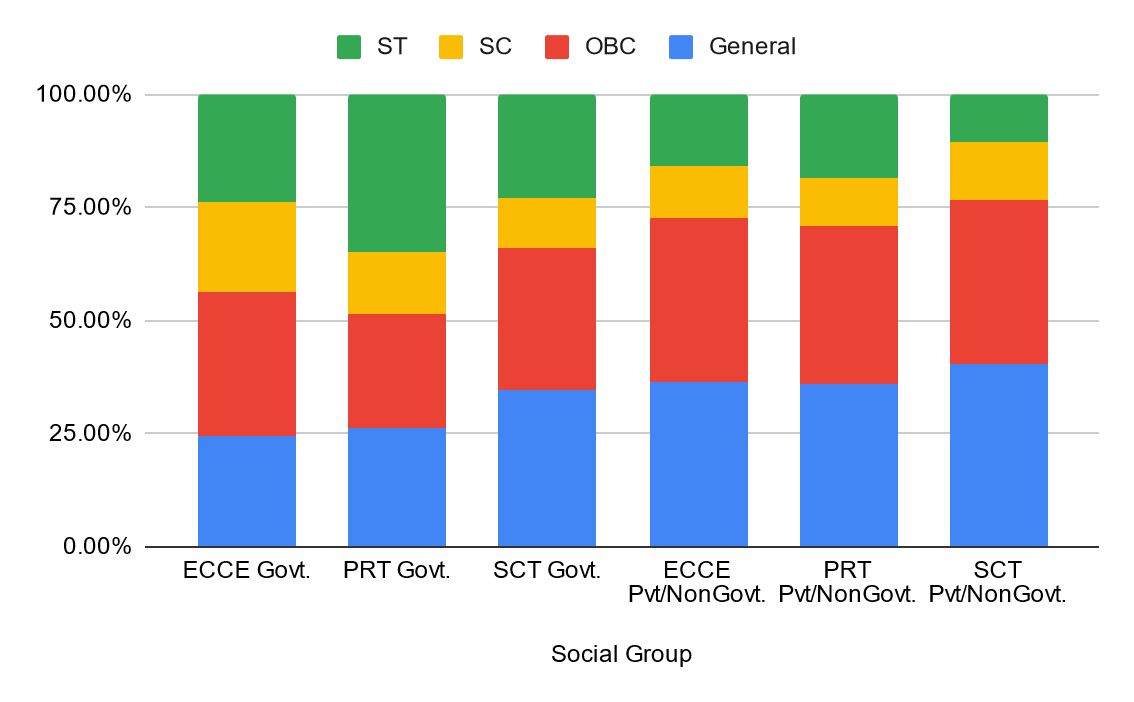 ST SC OBC General
100.00%
75.00%
50.00%
25.00%
0.00%
ECCE Govt. PRT Govt. SCT Govt. ECCE PRT SCT
Pvt/NonGovt. Pvt/NonGovt. Pvt/NonGovt.
Social Group